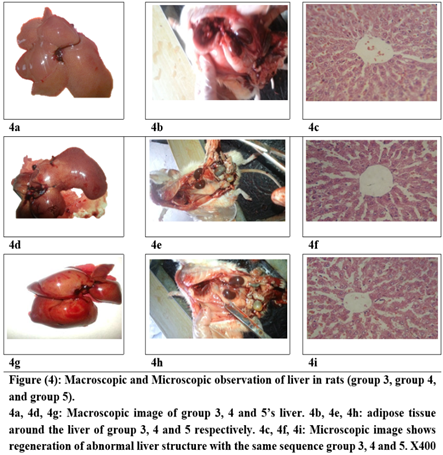 4a 4b 4c
4d 4e 4f
4g 4h 4i
Figure (4): Macroscopic and Microscopic observation of liver in rats (group 3, group 4,
and group 5).
4a, 4d, 4g: Macroscopic image of group 3, 4 and 5's liver. 4b, 4e, 4h: adipose tissue
around the liver of group 3, 4 and 5 respectively. 4c, 4f, 4i: Microscopic image shows
regeneration of abnormal liver structure with the same sequence group 3, 4 and 5. X400